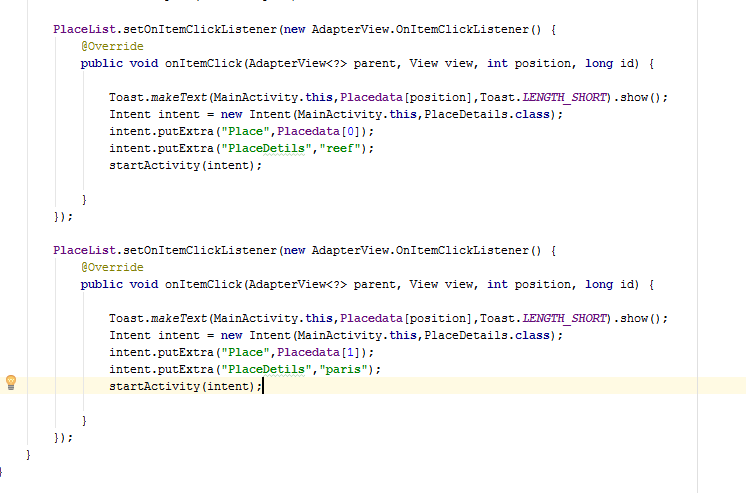 PlaceList.setOnItemClickListener(new AdapterView.OnItemClickListener() {
@Override
public void onItemClick(AdapterView<?> parent, View view, int position, long id) {
Toast.makeText(MainActivity.this,Placedata[position],Toast.LENGTH_SHORT).show();
Intent intent = new Intent(MainActivity.this,PlaceDetails.class);
intent.putExtra("Place",Placedata[0]);
intent.putExtra("PlaceDetils","reef");
startActivity(intent);
}
});
PlaceList.setOnItemClickListener(new AdapterView.OnItemClickListener() {
@Override
public void onItemClick(AdapterView<?> parent, View view, int position, long id) {
Toast.makeText(MainActivity.this,Placedata[position],Toast.LENGTH_SHORT).show();
Intent intent = new Intent(MainActivity.this,PlaceDetails.class);
intent.putExtra("Place",Placedata[1]);
intent.putExtra("PlaceDetils","paris");
startActivity(intent);
}
});
}
}